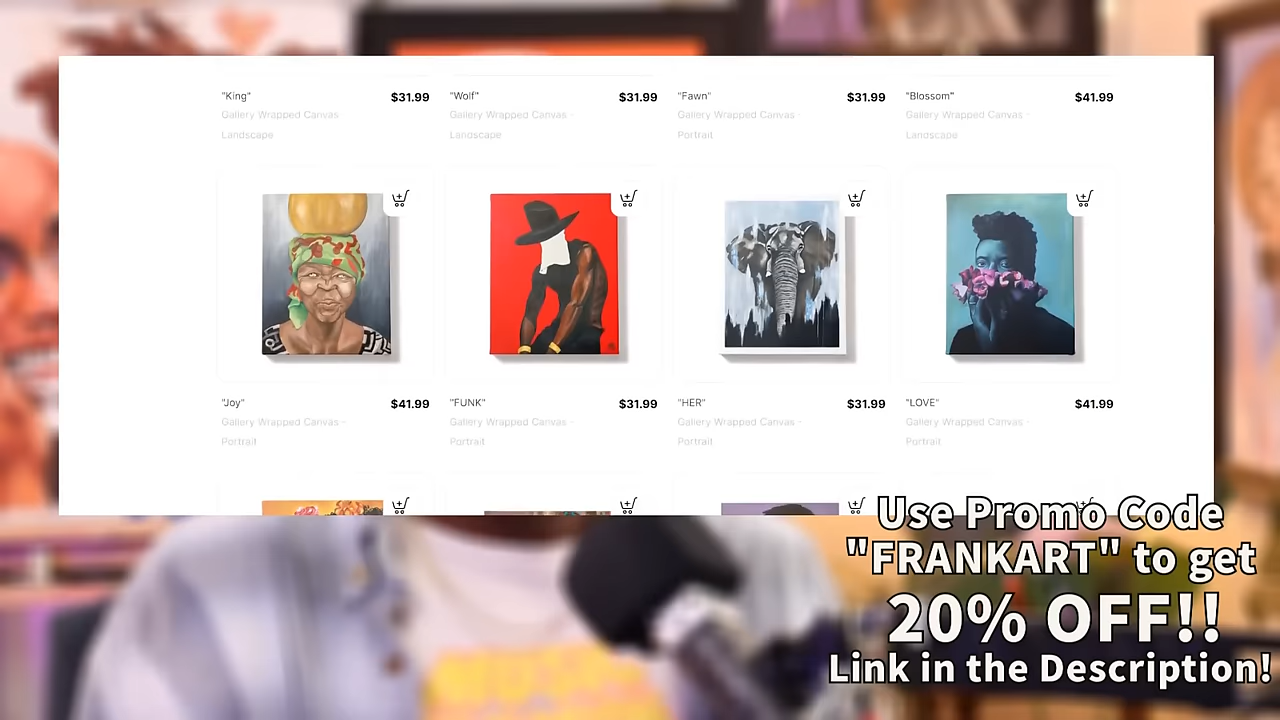 "King" $31.99 "Wolf" $31.99 "Fawn" $31.99 "Blossom" $41.99
Gallery Wrapped Canvas Gallery Wrapped Canvas - Gallery Wrapped Canvas - Gallery Wrapped Canvas -
Landscape Landscape Portrait Landscape
"Joy" $41.99 "FUNK" $31.99 "HER" $31.99 "LOVE" $41.99
Gallery Wrapped Canvas - Gallery Wrapped Canvas - Gallery Wrapped Canvas - Gallery Wrapped Canvas -
Portrait Portrait Portrait Portrait
Use Promo Code
"FRANKART" to get
20% OFF!!
Link in the Description!